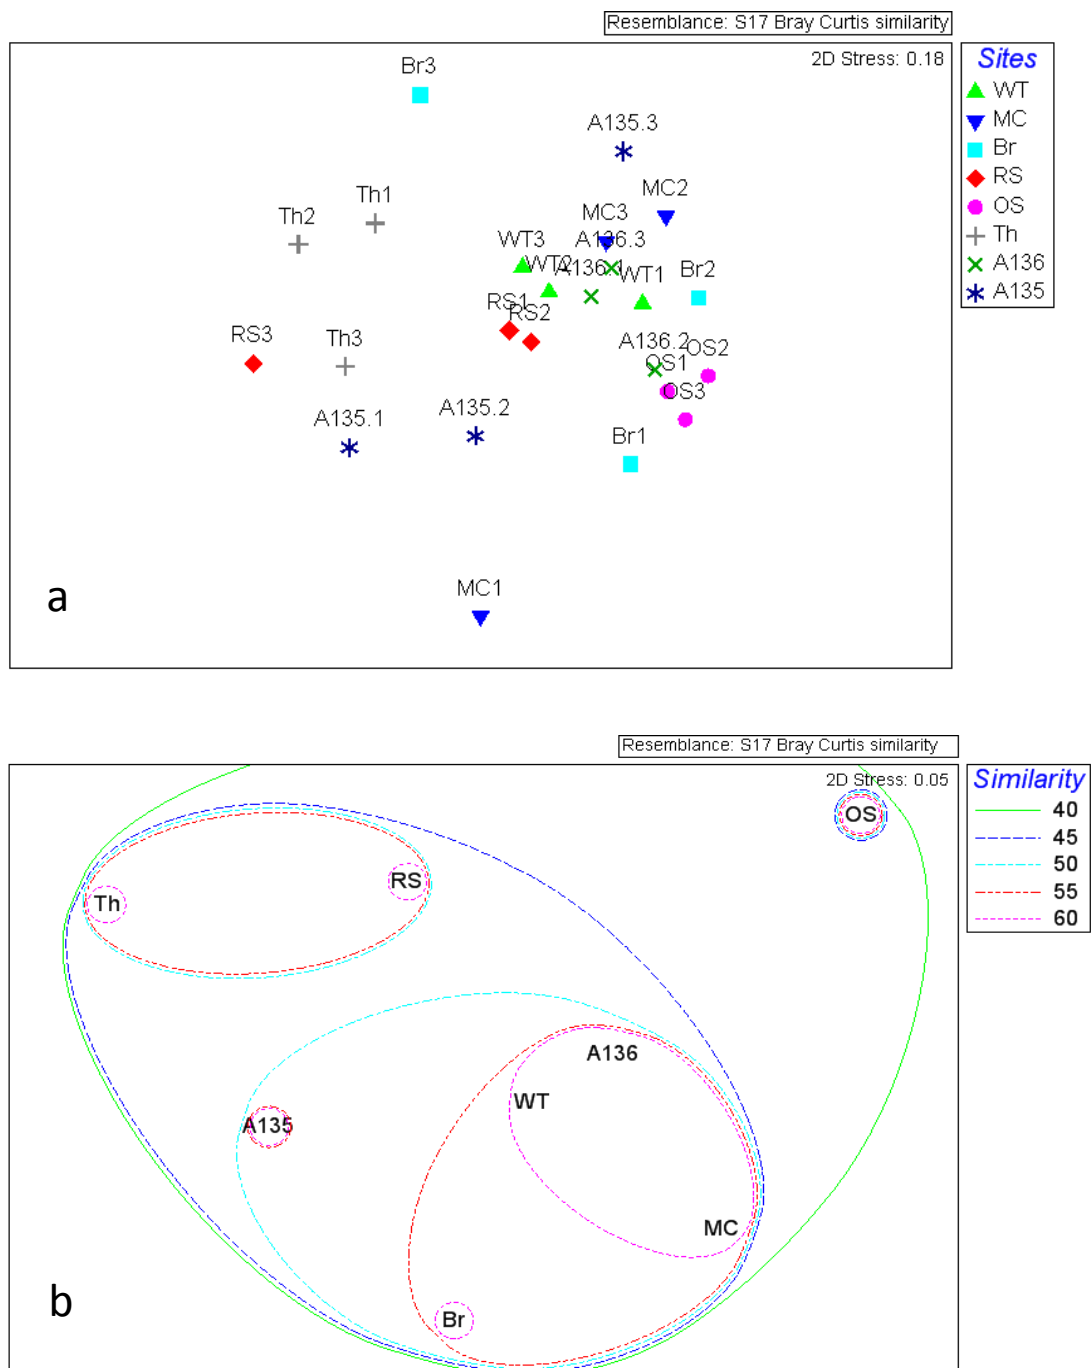 Resemblance: S17 Bray Curtis similarity
2D Stress: 0.18
Sites
WT
MC
Br
RS
OS
Th
A136
A135
Br3
A135.3
Th1
MC2
Th2
MC3
A136.3
WT3
WT2
A136.1
WT1
Br2
RS1
RS2
RS3
Th3
A136.2
OS2
OS1
OS3
A135.1
A135.2
Br1
MC1
a
Resemblance: S17 Bray Curtis similarity
2D Stress: 0.05
Similarity
40
45
50
55
60
OS
RS
Th
A136
WT
A135
MC
Br
b